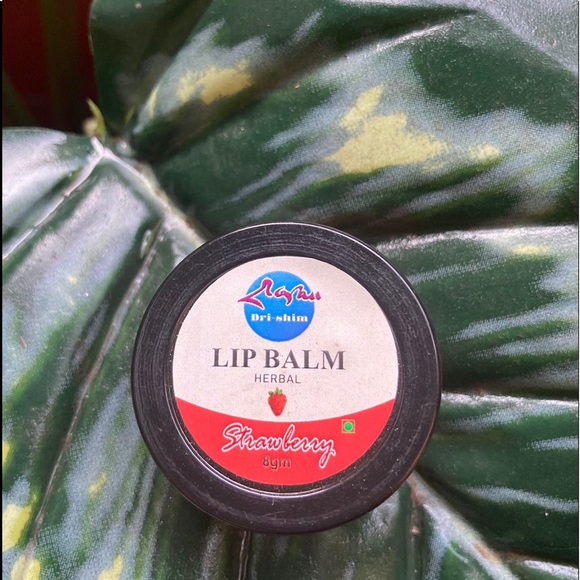 Dri-shim
LIP BALM
HERBAL
Strawberry
8gm